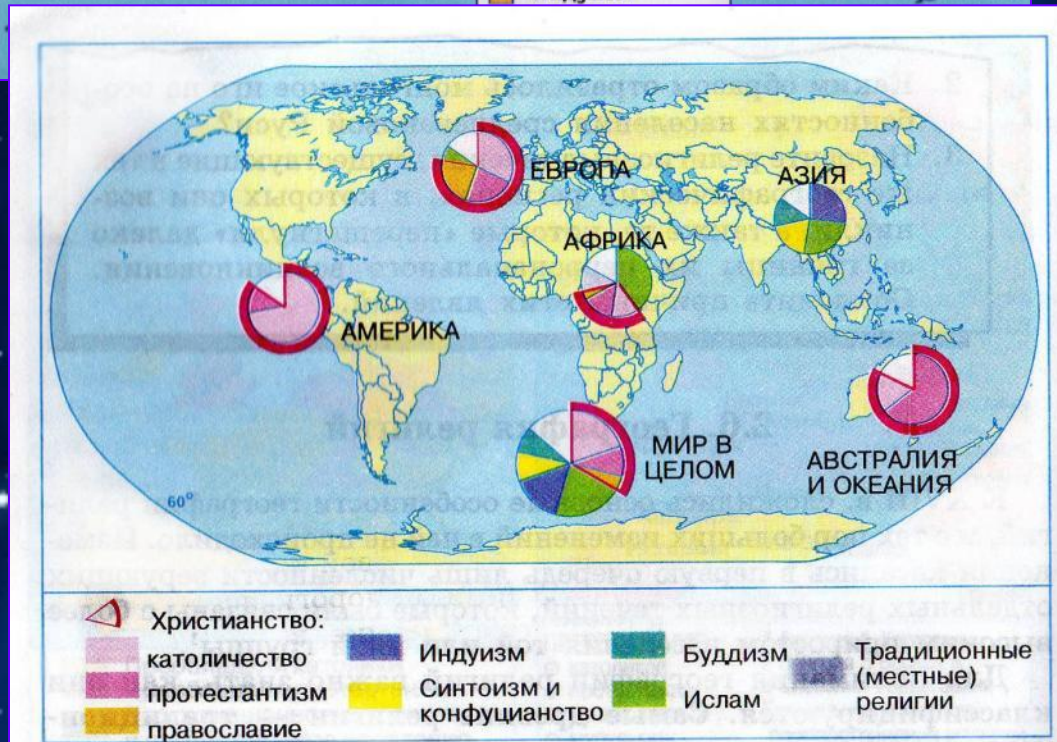 ЕВРОПА
АЗИЯ
АФРИКА
АМЕРИКА
МИР В
ЦЕЛОМ
АВСТРАЛИЯ
И ОКЕАНИЯ
60°
Христианство:
католичество
протестантизм
православие
Индуизм
Синтоизм и
конфуцианство
Буддизм
Ислам
Традиционные
(местные)
религии